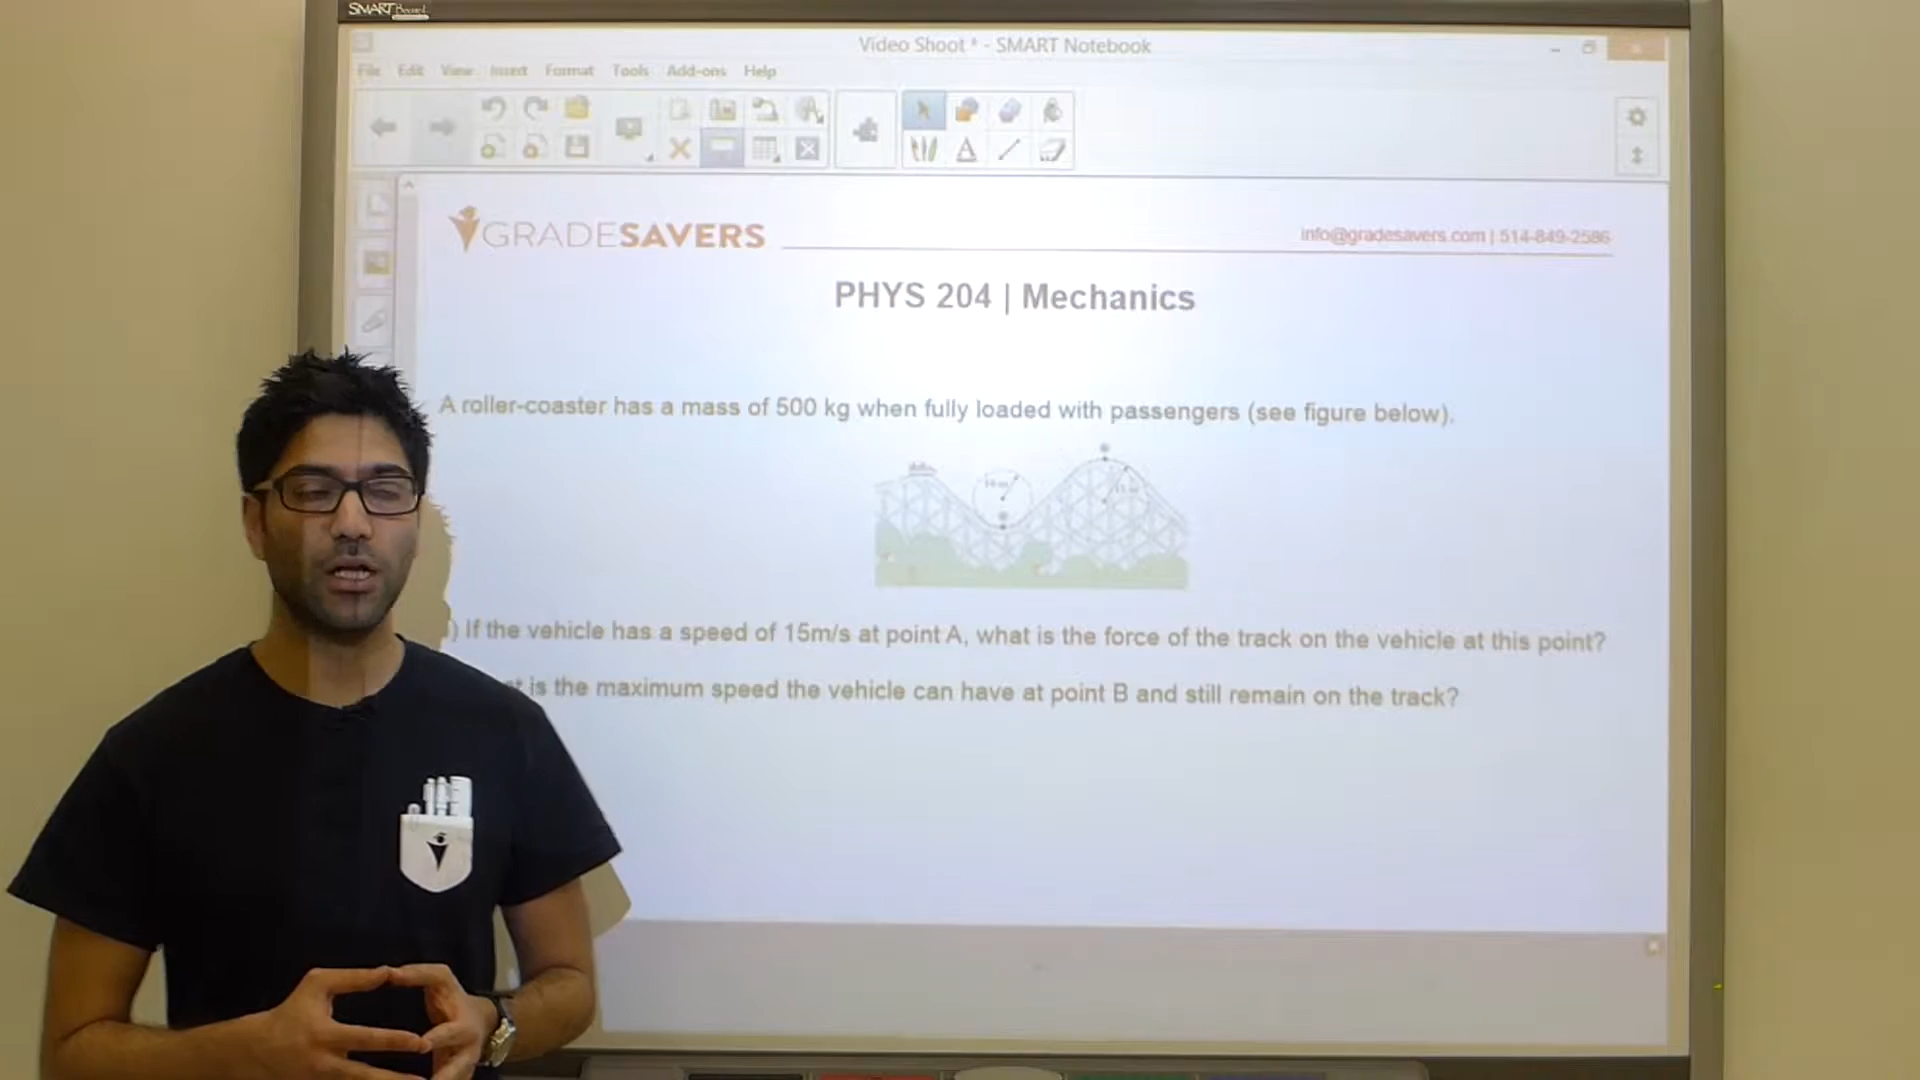 SMART Board
Video Shoot * - SMART Notebook
File Edit View Insert Format Tools Add-ons Help
GRADESAVERS
info@gradesavers.com | 514-849-2586
PHYS 204 | Mechanics
A roller-coaster has a mass of 500 kg when fully loaded with passengers (see figure below).
) If the vehicle has a speed of 15m/s at point A, what is the force of the track on the vehicle at this point?
is the maximum speed the vehicle can have at point B and still remain on the track?